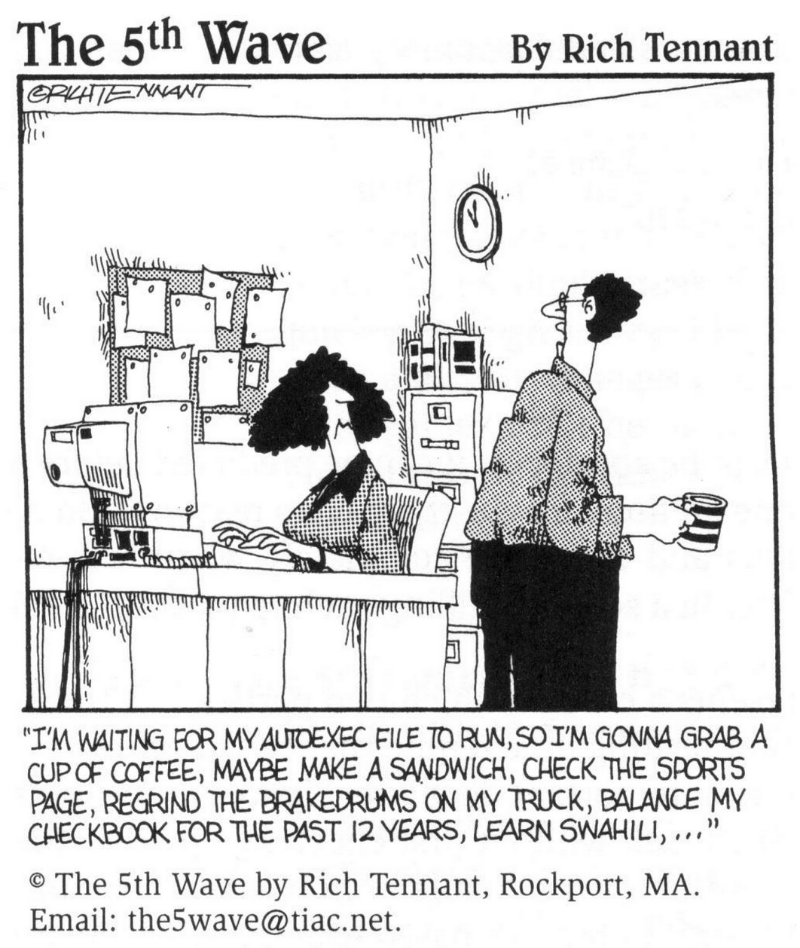 The 5th Wave
By Rich Tennant
©RICHTENNANT
"I'M WAITING FOR MY AUTOEXEC FILE TO RUN, SO I'M GONNA GRAB A
CUP OF COFFEE, MAYBE MAKE A SANDWICH, CHECK THE SPORTS
PAGE, REGRIND THE BRAKEDRUMS ON MY TRUCK, BALANCE MY
CHECKBOOK FOR THE PAST 12 YEARS, LEARN SWAHILI, ..."
© The 5th Wave by Rich Tennant, Rockport, MA.
Email: the5wave@tiac.net.